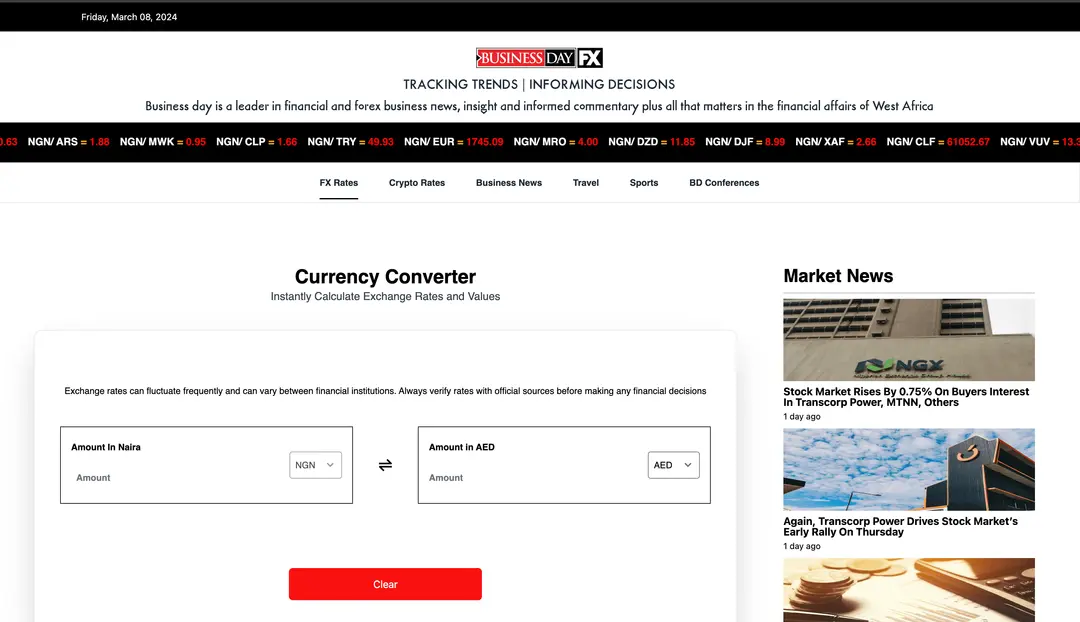 Friday, March 08, 2024
BUSINESS DAY FX
TRACKING TRENDS | INFORMING DECISIONS
Business day is a leader in financial and forex business news, insight and informed commentary plus all that matters in the financial affairs of West Africa
0.63 NGN/ ARS = 1.88 NGN/ MWK = 0.95 NGN/ CLP = 1.66 NGN/ TRY = 49.93 NGN/ EUR = 1745.09 NGN/ MRO = 4.00 NGN/ DZD = 11.85 NGN/ DJF = 8.99 NGN/ XAF = 2.66 NGN/ CLF = 61052.67 NGN/ VUV = 13.3
FX Rates Crypto Rates Business News Travel Sports BD Conferences
Currency Converter
Instantly Calculate Exchange Rates and Values
Exchange rates can fluctuate frequently and can vary between financial institutions. Always verify rates with official sources before making any financial decisions
Amount In Naira
Amount
NGN
Amount in AED
Amount
AED
Clear
Market News
NGX
Stock Market Rises By 0.75% On Buyers Interest
In Transcorp Power, MTNN, Others
1 day ago
Again, Transcorp Power Drives Stock Market's
Early Rally On Thursday
1 day ago